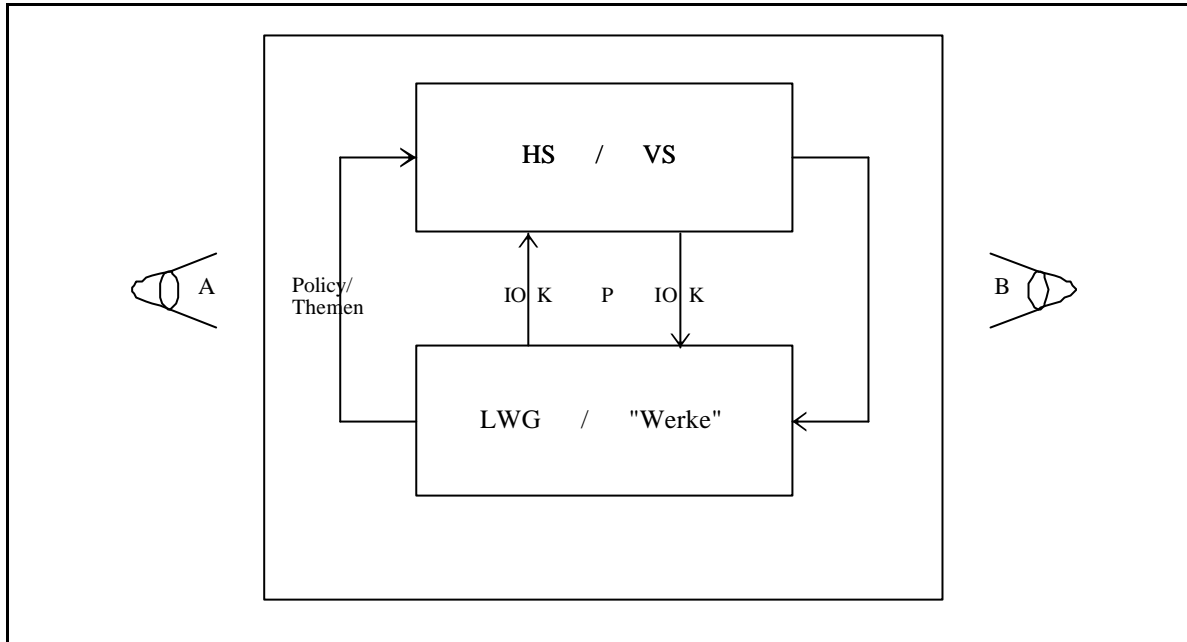 HS / VS
A
Policy/
Themen
IO K P IO K
B
LWG / "Werke"